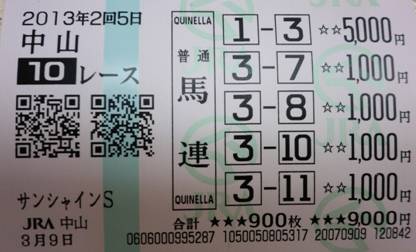 2013年2回5日
中山
10レース
サンシャインS
JRA 中山
3月9日
QUINELLA
普通
馬連
QUINELLA
1-3 ☆☆5,000円
3-7 ☆☆1,000円
3-8 ☆☆1,000円
3-10 ☆☆1,000円
3-11 ☆☆1,000円
合計 ★★★900枚 ★★★9,000円
0606000995287 1050050805317 20070909 120842